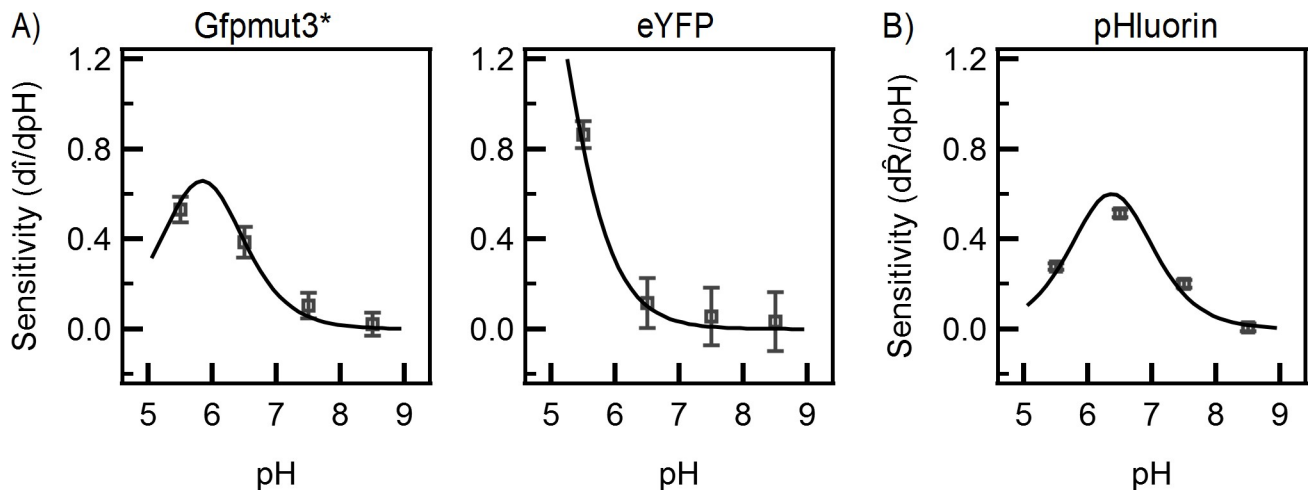 A)
Gfpmut3*
eYFP
B)
pHluorin
Sensitivity (dî/dpH)
1.2
0.8
0.4
0.0
5 6 7 8 9
pH
1.2
0.8
0.4
0.0
5 6 7 8 9
pH
Sensitivity (dR̂/dpH)
1.2
0.8
0.4
0.0
5 6 7 8 9
pH